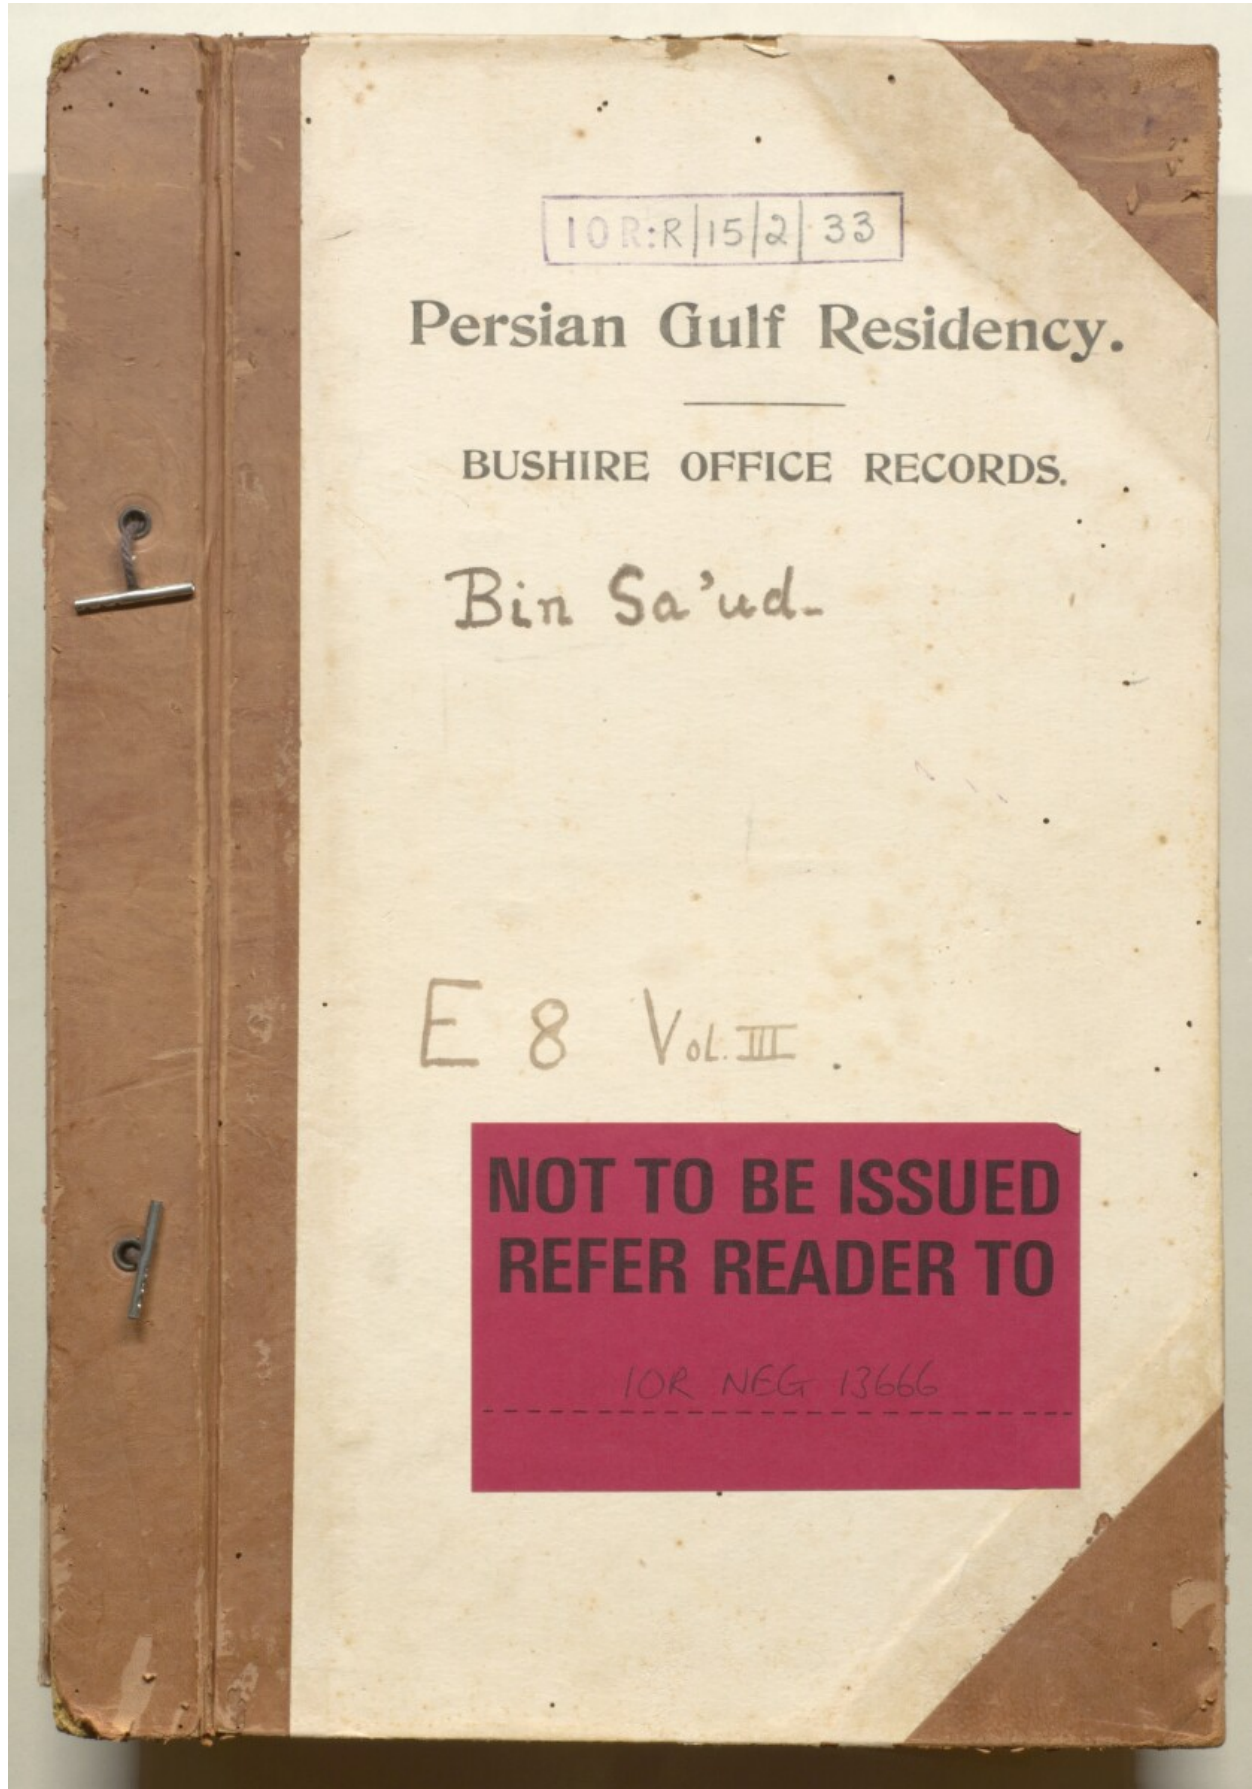 IOR:R/15/2/33
Persian Gulf Residency.
BUSHIRE OFFICE RECORDS.
Bin Sa'ud-
E 8 Vol. III.
NOT TO BE ISSUED
REFER READER TO
IOR NEG 13666